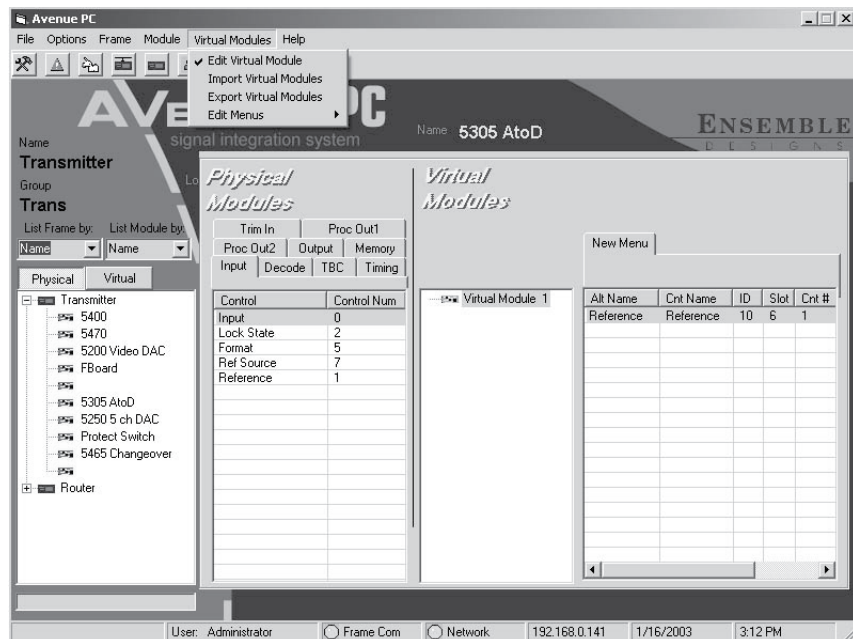 Avenue PC
File Options Frame Module Virtual Modules Help
Edit Virtual Module
Import Virtual Modules
Export Virtual Modules
Edit Menus
PC
signal integration system
Name 5305 AtoD
ENSEMBLE
DESIGNS
Name
Transmitter
Group
Trans
Lo
List Frame by: List Module by:
Name Name
Physical Virtual
Transmitter
5400
5470
5200 Video DAC
FBoard
5305 AtoD
5250 5 ch DAC
Protect Switch
5465 Changeover
Router
Physical
Modules
Trim In Proc Out1
Proc Out2 Output Memory
Input Decode TBC Timing
Control Control Num
Input 0
Lock State 2
Format 5
Ref Source 7
Reference 1
Virtual
Modules
Virtual Module 1
New Menu
Alt Name Cnt Name ID Slot Cnt #
Reference Reference 10 6 1
User: Administrator Frame Com Network 192.168.0.141 1/16/2003 3:12 PM